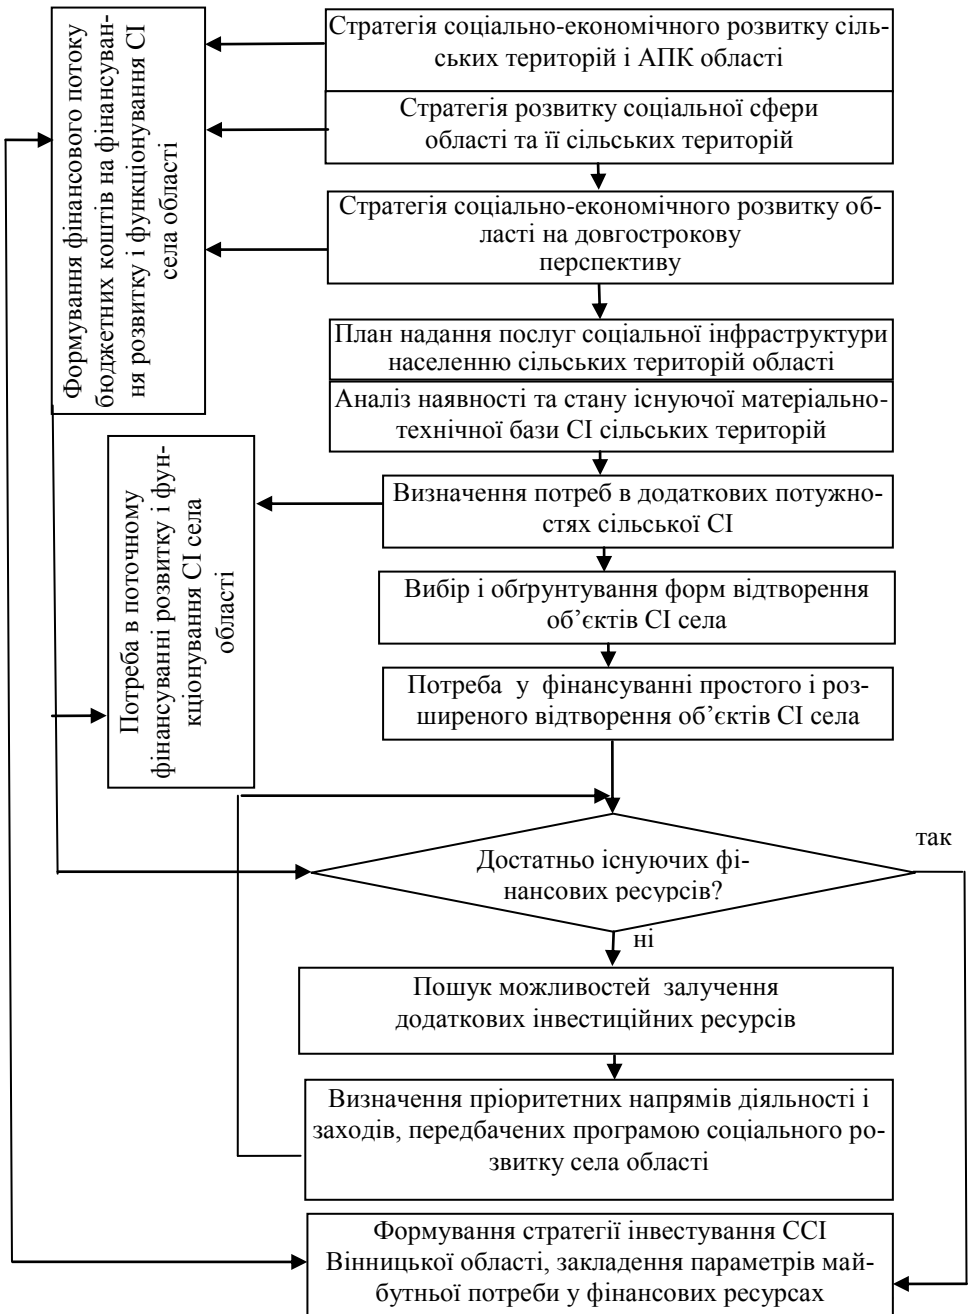 Стратегія соціально-економічного розвитку сіль-
ських територій і АПК області
Стратегія розвитку соціальної сфери
області та її сільських територій
Стратегія соціально-економічного розвитку об-
ласті на довгострокову
перспективу
План надання послуг соціальної інфраструктури
населенню сільських територій області
Аналіз наявності та стану існуючої матеріально-
технічної бази СІ сільських територій
Формування фінансового потоку
бюджетних коштів на фінансуван-
ня розвитку і функціонування СІ
села області
Визначення потреб в додаткових потужно-
стях сільської СІ
Потреба в поточному
фінансуванні розвитку і фун-
кціонування СІ села
області
Вибір і обґрунтування форм відтворення
об’єктів СІ села
Потреба у фінансуванні простого і роз-
ширеного відтворення об’єктів СІ села
Достатньо існуючих фі-
нансових ресурсів?
так
ні
Пошук можливостей залучення
додаткових інвестиційних ресурсів
Визначення пріоритетних напрямів діяльності і
заходів, передбачених програмою соціального ро-
звитку села області
Формування стратегії інвестування ССІ
Вінницької області, закладення параметрів май-
бутньої потреби у фінансових ресурсах